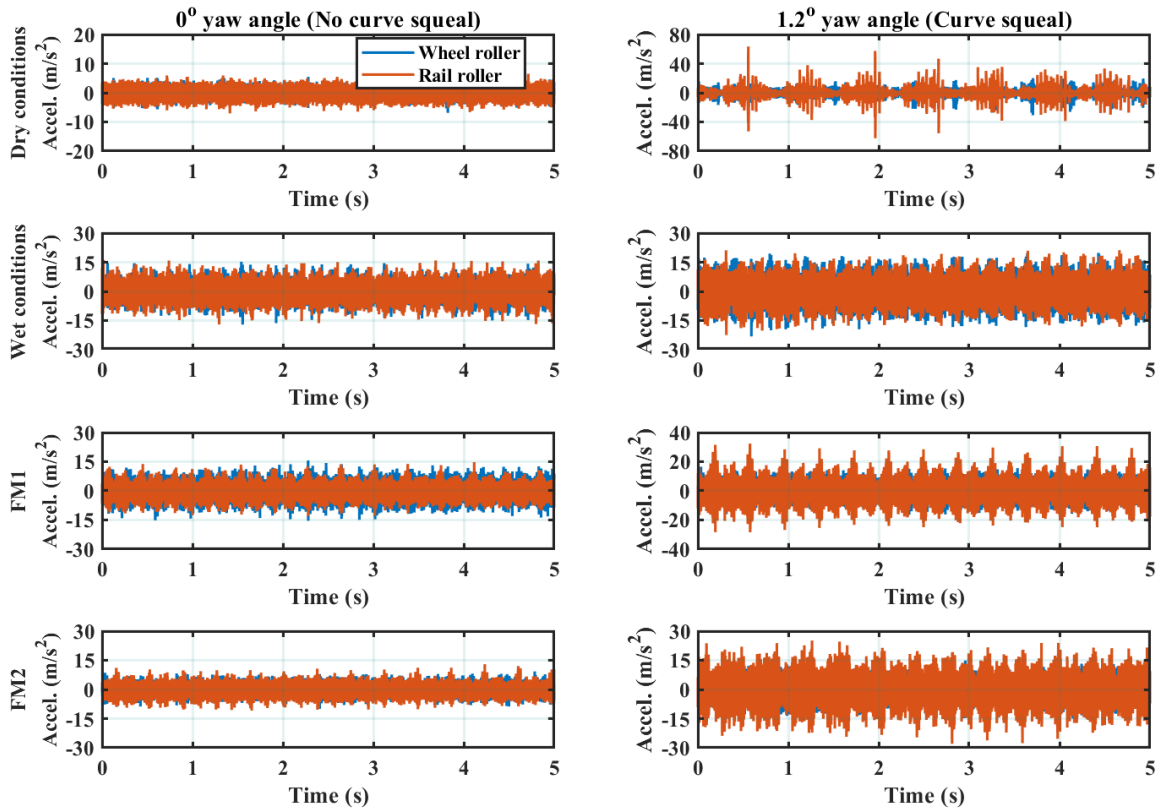 0° yaw angle (No curve squeal)
1.2° yaw angle (Curve squeal)
Wheel roller
Rail roller
Dry conditions
Accel. (m/s²)
20
10
0
-10
-20
0 1 2 3 4 5
Time (s)
Accel. (m/s²)
80
40
0
-40
-80
0 1 2 3 4 5
Time (s)
Wet conditions
Accel. (m/s²)
30
15
0
-15
-30
0 1 2 3 4 5
Time (s)
Accel. (m/s²)
30
15
0
-15
-30
0 1 2 3 4 5
Time (s)
FM1
Accel. (m/s²)
30
15
0
-15
-30
0 1 2 3 4 5
Time (s)
Accel. (m/s²)
40
20
0
-20
-40
0 1 2 3 4 5
Time (s)
FM2
Accel. (m/s²)
30
15
0
-15
-30
0 1 2 3 4 5
Time (s)
Accel. (m/s²)
30
15
0
-15
-30
0 1 2 3 4 5
Time (s)